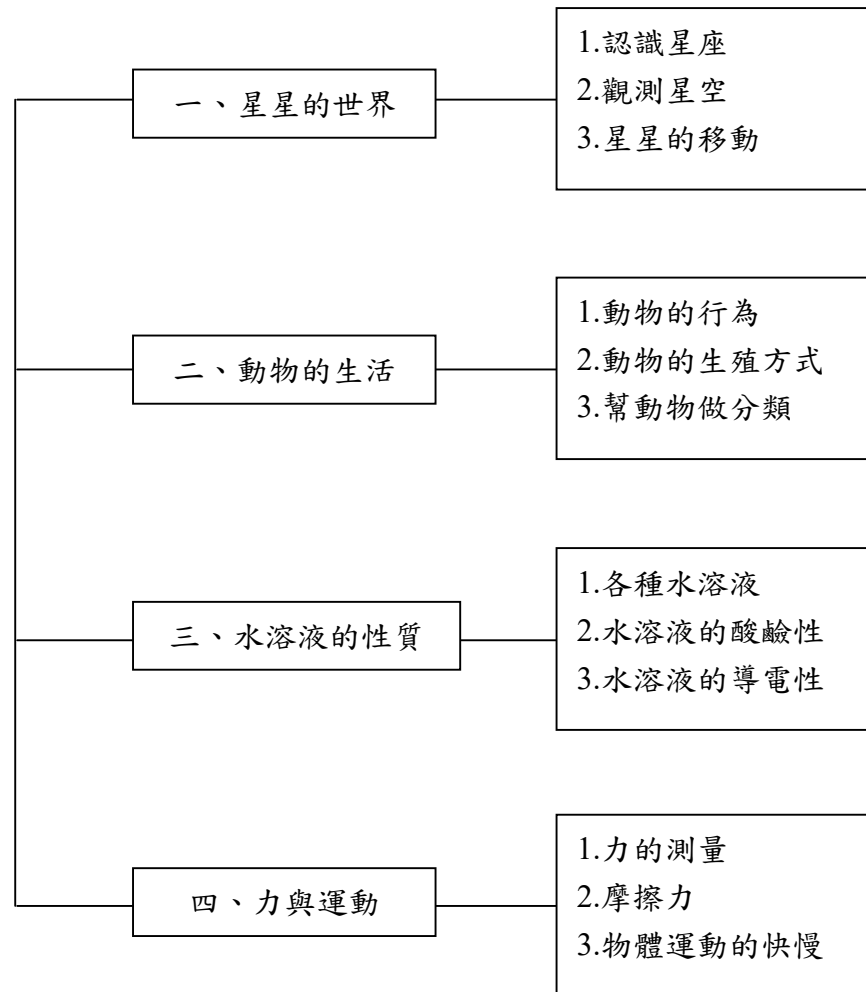 一、星星的世界
1.認識星座
2.觀測星空
3.星星的移動
二、動物的生活
1.動物的行為
2.動物的生殖方式
3.幫動物做分類
三、水溶液的性質
1.各種水溶液
2.水溶液的酸鹼性
3.水溶液的導電性
四、力與運動
1.力的測量
2.摩擦力
3.物體運動的快慢